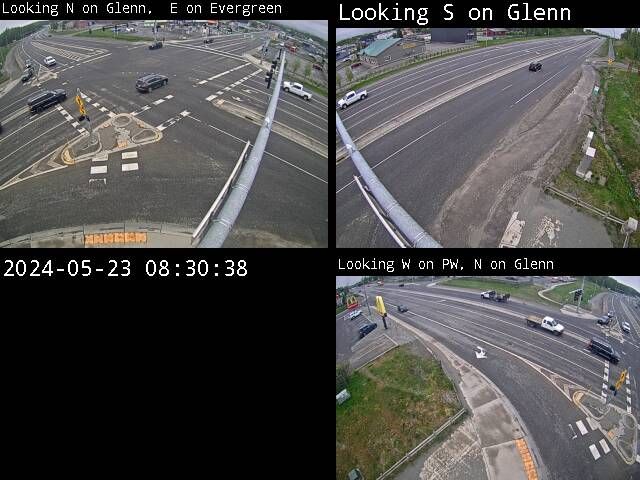 Looking N on Glenn,  E on Evergreen
Looking S on Glenn
2024-05-23 08:30:38
Looking W on PW, N on Glenn